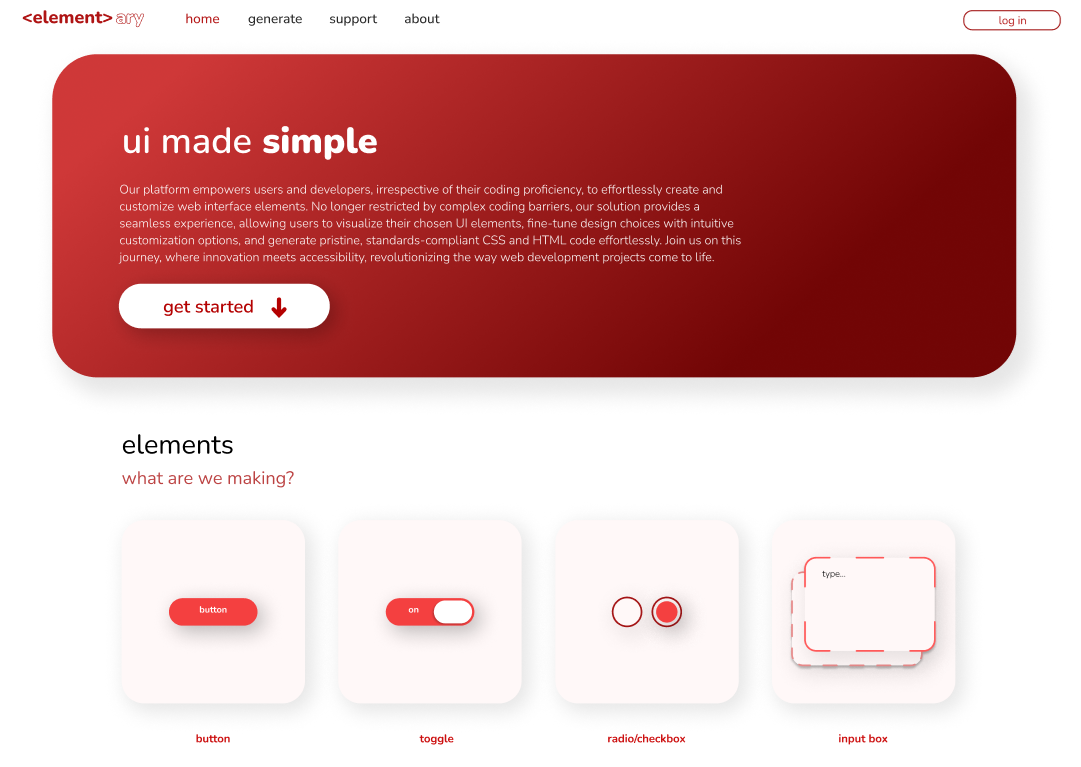 <element> ary home generate support about log in
ui made simple
Our platform empowers users and developers, irrespective of their coding proficiency, to effortlessly create and
customize web interface elements. No longer restricted by complex coding barriers, our solution provides a
seamless experience, allowing users to visualize their chosen UI elements, fine-tune design choices with intuitive
customization options, and generate pristine, standards-compliant CSS and HTML code effortlessly. Join us on this
journey, where innovation meets accessibility, revolutionizing the way web development projects come to life.
get started
elements
what are we making?
button
on
type...
button
toggle
radio/checkbox
input box